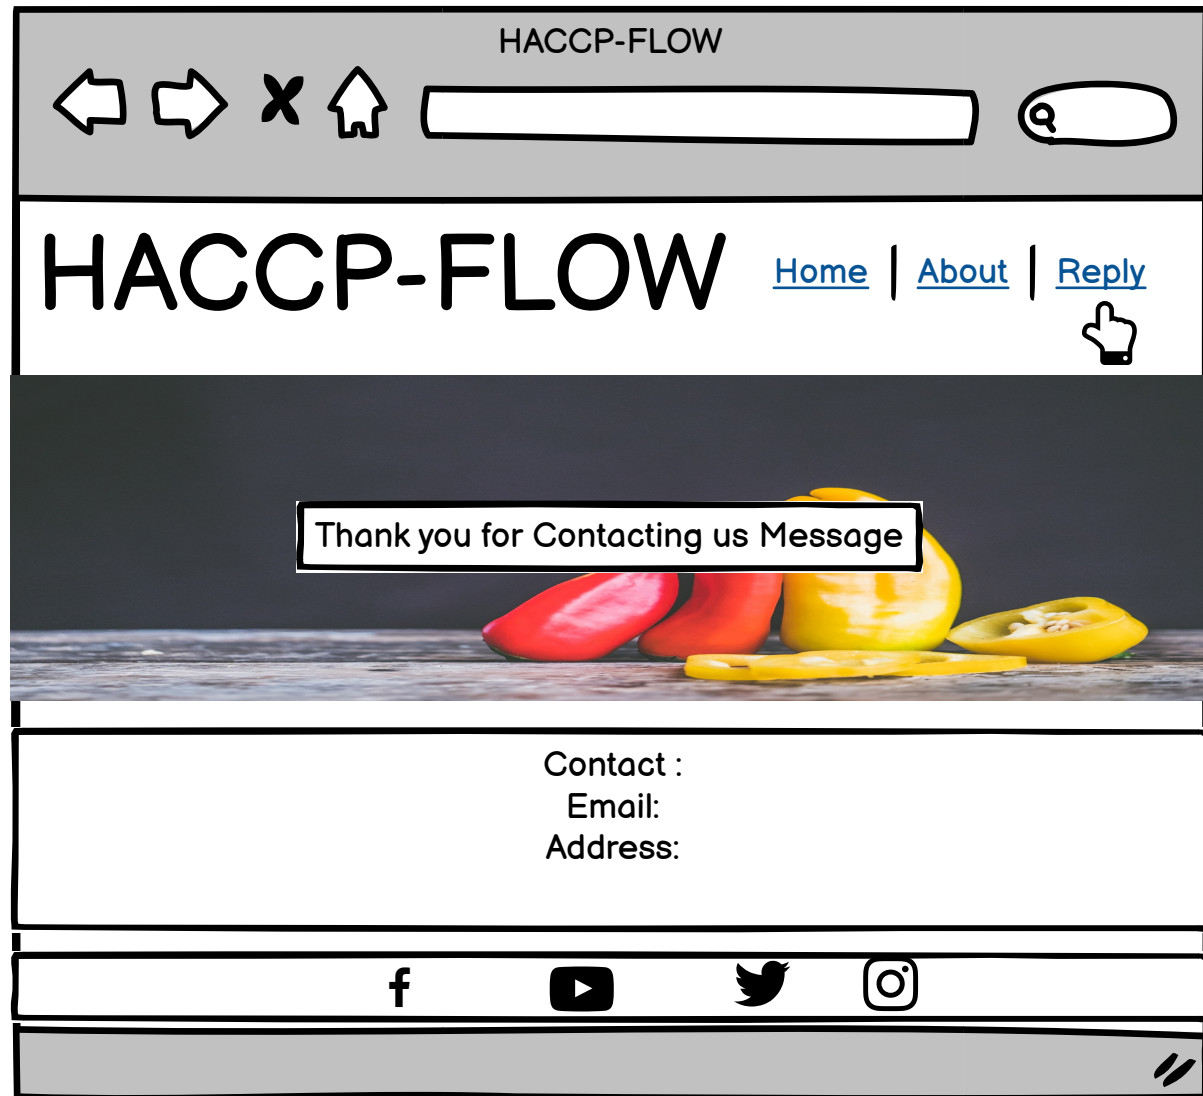 HACCP-FLOW
HACCP-FLOW
Home | About | Reply
Thank you for Contacting us Message
Contact :
Email:
Address: